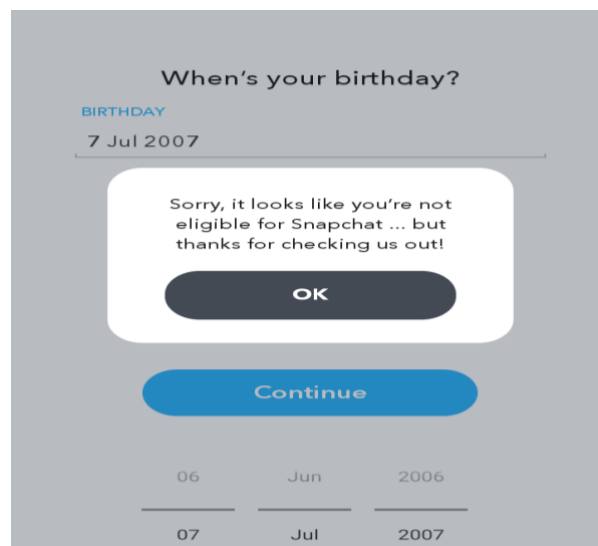 When's your birthday?
BIRTHDAY
7 Jul 2007
Sorry, it looks like you're not
eligible for Snapchat ... but
thanks for checking us out!
OK
Continue
06 Jun 2006
07 Jul 2007